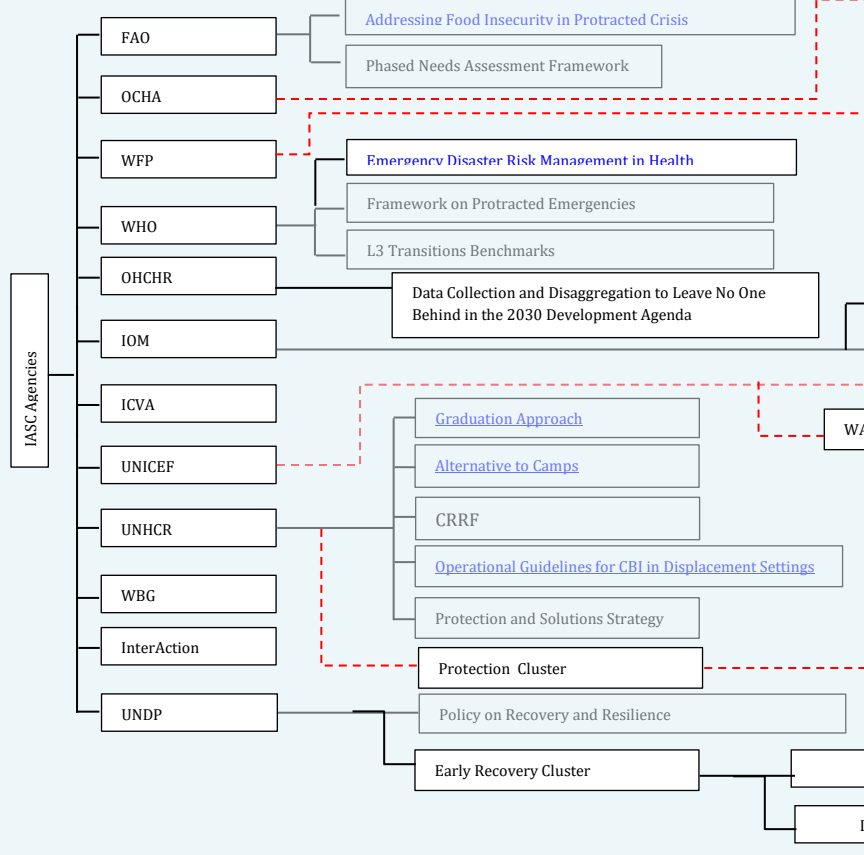 Addressing Food Insecurity in Protracted Crisis
FAO
Phased Needs Assessment Framework
OCHA
WFP
Emergency Disaster Risk Management in Health
Framework on Protracted Emergencies
WHO
L3 Transitions Benchmarks
OHCHR
Data Collection and Disaggregation to Leave No One
Behind in the 2030 Development Agenda
IOM
IASC Agencies
ICVA
Graduation Approach
WA
UNICEF
Alternative to Camps
CRRF
UNHCR
Operational Guidelines for CBI in Displacement Settings
WBG
Protection and Solutions Strategy
InterAction
Protection Cluster
UNDP
Policy on Recovery and Resilience
Early Recovery Cluster